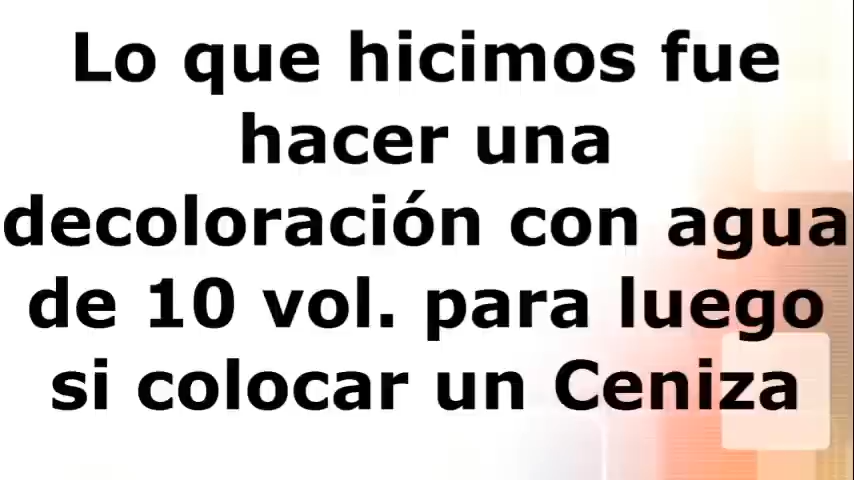 Lo que hicimos fue
hacer una
decoloración con agua
de 10 vol. para luego
si colocar un Ceniza